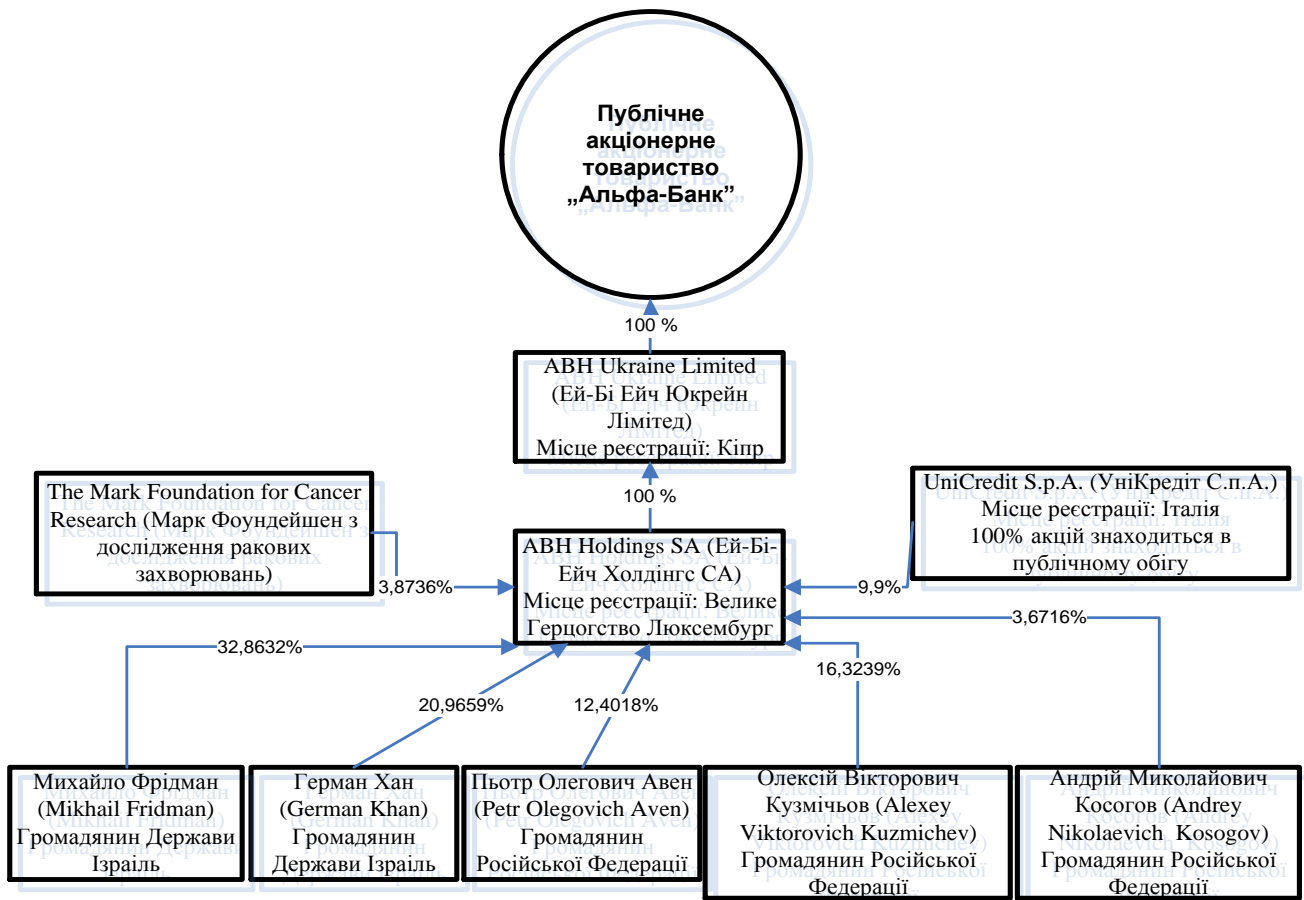 Публічне
акціонерне
товариство
„Альфа-Банк”
100 %
ABH Ukraine Limited
(Ей-Бі Ейч Юкрейн
Лімітед)
Місце реєстрації: Кіпр
100 %
The Mark Foundation for Cancer
Research (Марк Фоундейшен з
дослідження ракових
захворювань)
3,8736%
ABH Holdings SA (Ей-Бі-
Ейч Холдінгс СА)
Місце реєстрації: Велике
Герцогство Люксембург
UniCredit S.p.A. (УніКредіт С.п.А.)
Місце реєстрації: Італія
100% акцій знаходиться в
публічному обігу
9,9%
32,8632%
20,9659%
12,4018%
16,3239%
3,6716%
Михайло Фрідман
(Mikhail Fridman)
Громадянин Держави
Ізраіль
Герман Хан
(German Khan)
Громадянин
Держави Ізраіль
Пьотр Олегович Авен
(Petr Olegovich Aven)
Громадянин
Російської Федерації
Олексій Вікторович
Кузмічьов (Alexey
Viktorovich Kuzmichev)
Громадянин Російської
Федерації
Андрій Миколайович
Косогов (Andrey
Nikolaevich Kosogov)
Громадянин Російської
Федерації